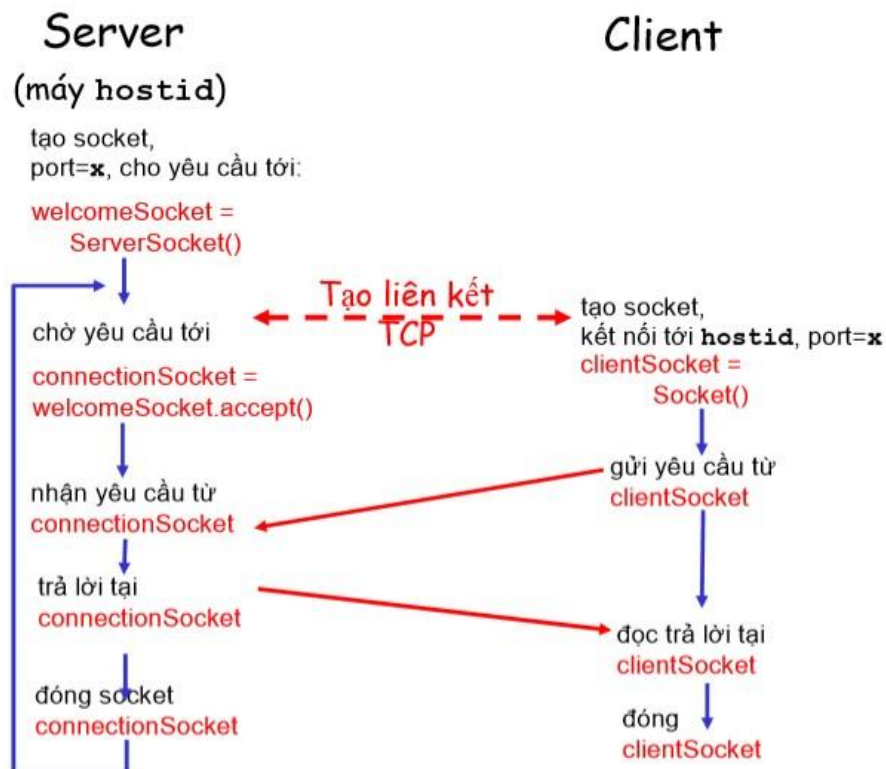 Server
(máy hostid)
tạo socket,
port=x, cho yêu cầu tới:
welcomeSocket =
ServerSocket()
chờ yêu cầu tới
connectionSocket =
welcomeSocket.accept()
nhận yêu cầu từ
connectionSocket
trả lời tại
connectionSocket
đóng socket
connectionSocket
Tạo liên kết
TCP
Client
tạo socket,
kết nối tới hostid, port=x
clientSocket =
Socket()
gửi yêu cầu từ
clientSocket
đọc trả lời tại
clientSocket
đóng
clientSocket